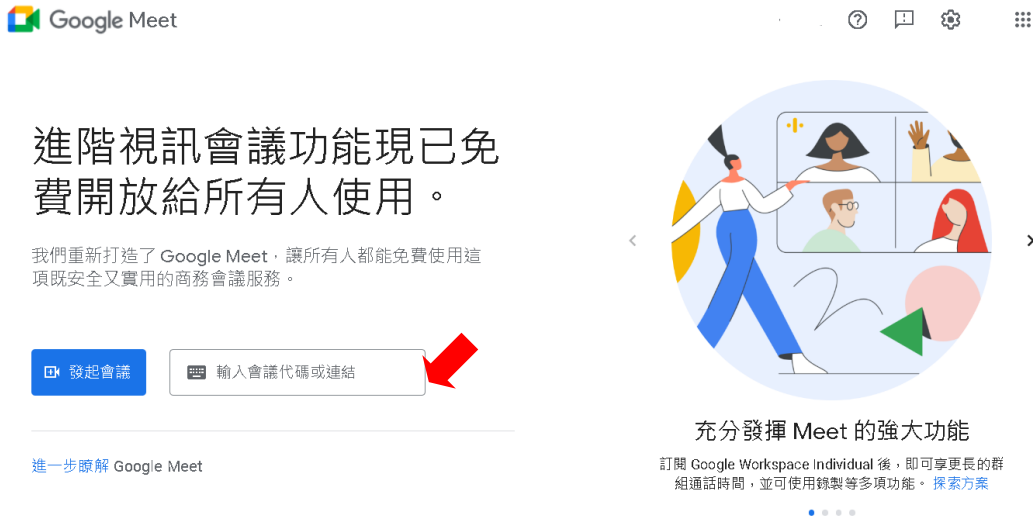 Google Meet
進階視訊會議功能現已免
費開放給所有人使用。
我們重新打造了 Google Meet，讓所有人都能免費使用這
項既安全又實用的商務會議服務。
發起會議
輸入會議代碼或連結
進一步瞭解 Google Meet
充分發揮 Meet 的強大功能
訂閱 Google Workspace Individual 後，即可享更長的群
組通話時間，並可使用錄製等多項功能。 探索方案